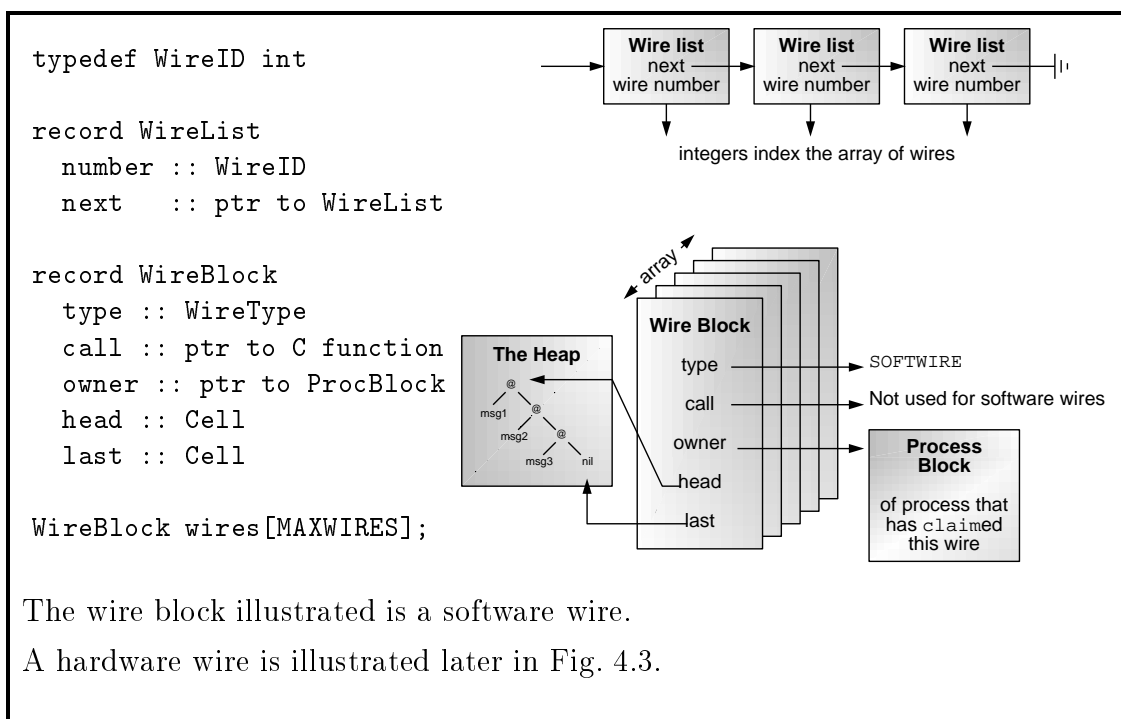 typedef WireID int
record WireList
number :: WireID
next :: ptr to WireList
record WireBlock
type :: WireType
call :: ptr to C function
owner :: ptr to ProcBlock
head :: Cell
last :: Cell
WireBlock wires[MAXWIRES];
Wire list
next
wire number
Wire list
next
wire number
Wire list
next
wire number
integers index the array of wires
array
Wire Block
type
call
owner
head
last
The Heap
@
msg1
@
msg2
@
msg3
nil
SOFTWIRE
Not used for software wires
Process
Block
of process that
has claimed
this wire
The wire block illustrated is a software wire.
A hardware wire is illustrated later in Fig. 4.3.